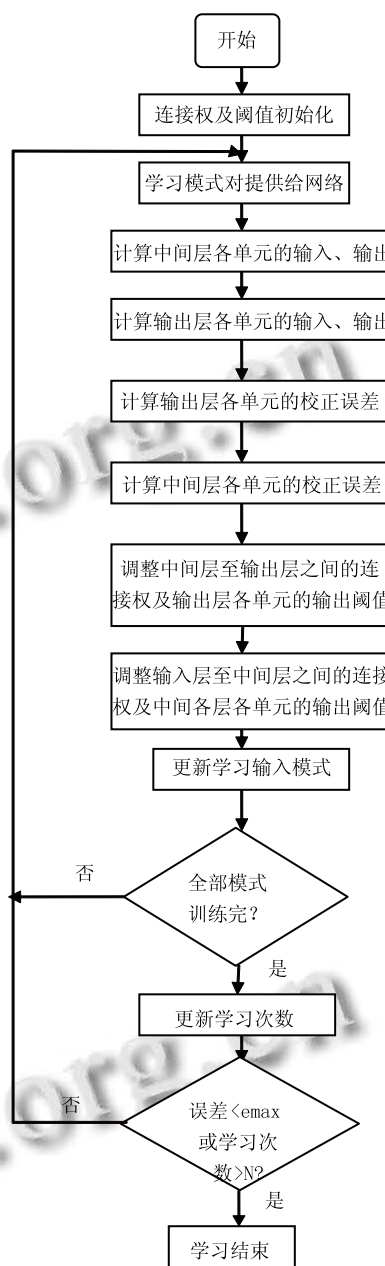 开始
连接权及阈值初始化
学习模式对提供给网络
计算中间层各单元的输入、输出
计算输出层各单元的输入、输出
计算输出层各单元的校正误差
计算中间层各单元的校正误差
调整中间层至输出层之间的连
接权及输出层各单元的输出阈值
调整输入层至中间层之间的连接
权及中间各层各单元的输出阈值
更新学习输入模式
否
全部模式
训练完？
是
更新学习次数
否
误差<emax
或学习次
数>N?
是
学习结束
.org.cn
.org.cn